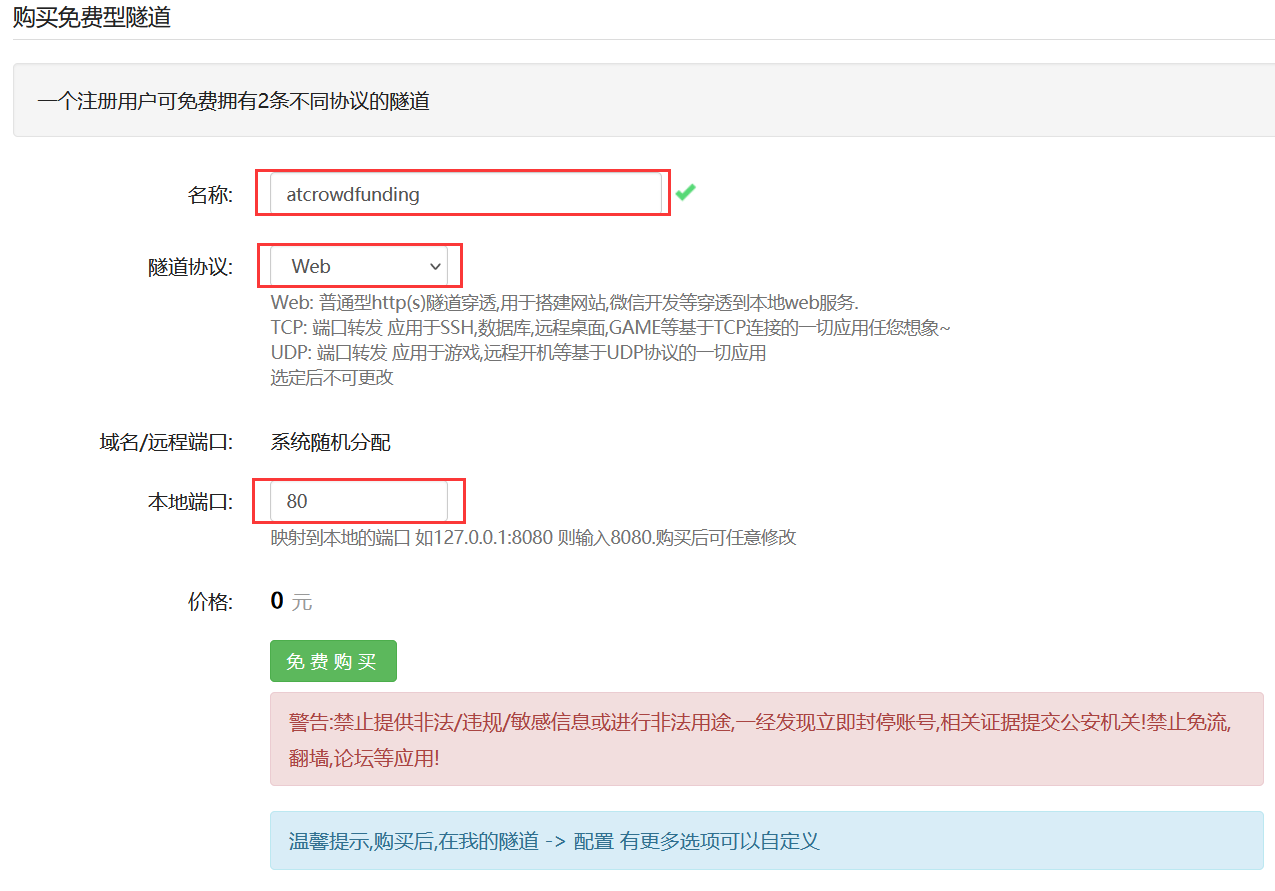 购买免费型隧道
一个注册用户可免费拥有2条不同协议的隧道
名称: atcrowdfunding
隧道协议: Web
Web: 普通型http(s)隧道穿透,用于搭建网站,微信开发等穿透到本地web服务.
TCP: 端口转发 应用于SSH,数据库,远程桌面,GAME等基于TCP连接的一切应用任您想象~
UDP: 端口转发 应用于游戏,远程开机等基于UDP协议的一切应用
选定后不可更改
域名/远程端口: 系统随机分配
本地端口: 80
映射到本地的端口 如127.0.0.1:8080 则输入8080.购买后可任意修改
价格: 0 元
免 费 购 买
警告:禁止提供非法/违规/敏感信息或进行非法用途,一经发现立即封停账号,相关证据提交公安机关!禁止免流,
翻墙,论坛等应用!
温馨提示,购买后,在我的隧道 -> 配置 有更多选项可以自定义